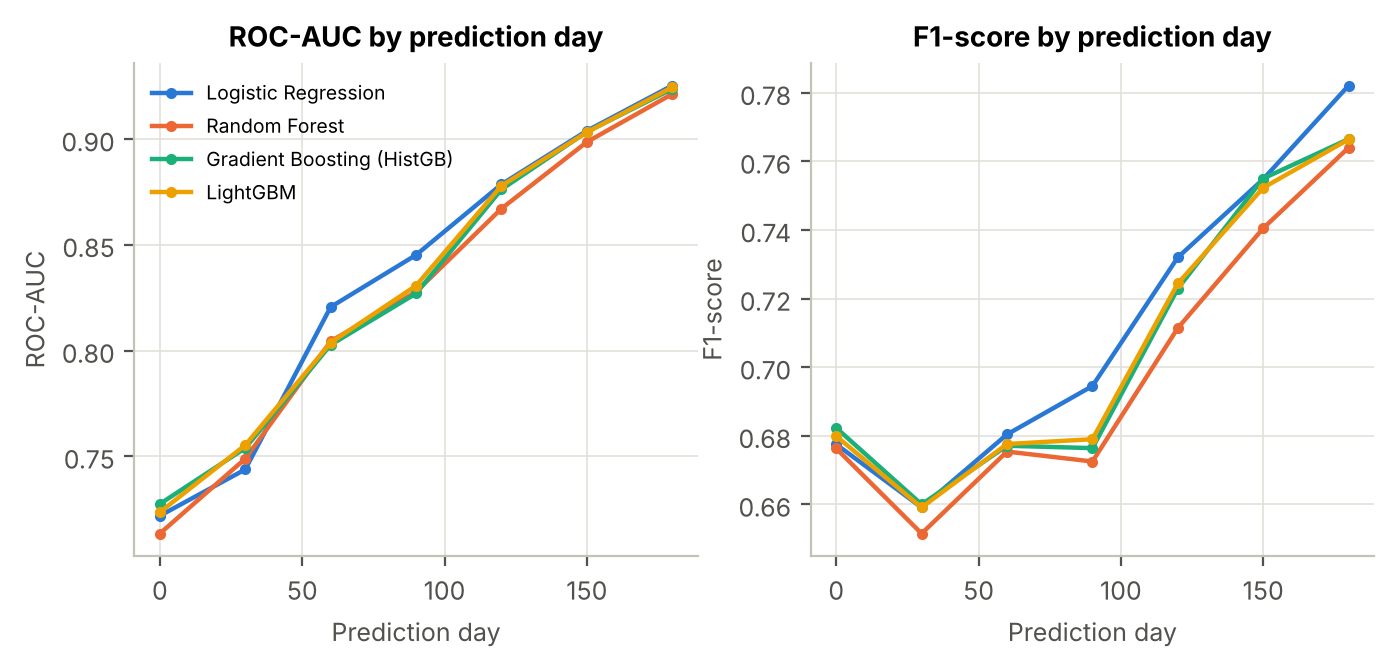 ROC-AUC by prediction day
Logistic Regression
Random Forest
Gradient Boosting (HistGB)
LightGBM
0.90
0.85
0.80
0.75
ROC-AUC
0
50
100
150
Prediction day
F1-score by prediction day
0.78
0.76
0.74
0.72
0.70
0.68
0.66
F1-score
0
50
100
150
Prediction day